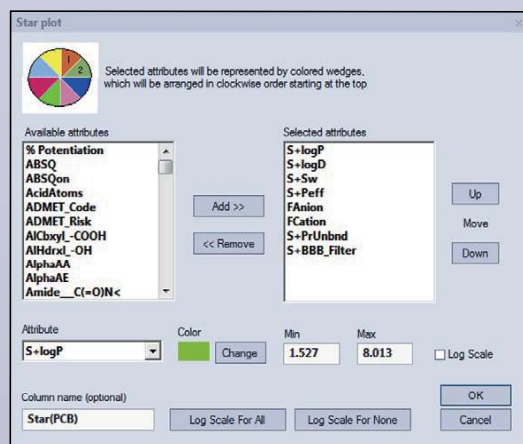 Star plot
1
2
Selected attributes will be represented by colored wedges,
which will be arranged in clockwise order starting at the top
Available attributes
% Potentiation
ABSQ
ABSQon
AcidAtoms
ADMET_Code
ADMET_Risk
AlCbxyl_-COOH
AlHdrxl_-OH
AlphaAA
AlphaAE
Amide__C(=O)N<
Add >>
<< Remove
Selected attributes
S+logP
S+logD
S+Sw
S+Peff
FAnion
FCation
S+PrUnbnd
S+BBB_Filter
Up
Move
Down
Attribute
S+logP
Color
Change
Min
1.527
Max
8.013
Log Scale
Column name (optional)
Star(PCB)
Log Scale For All
Log Scale For None
OK
Cancel